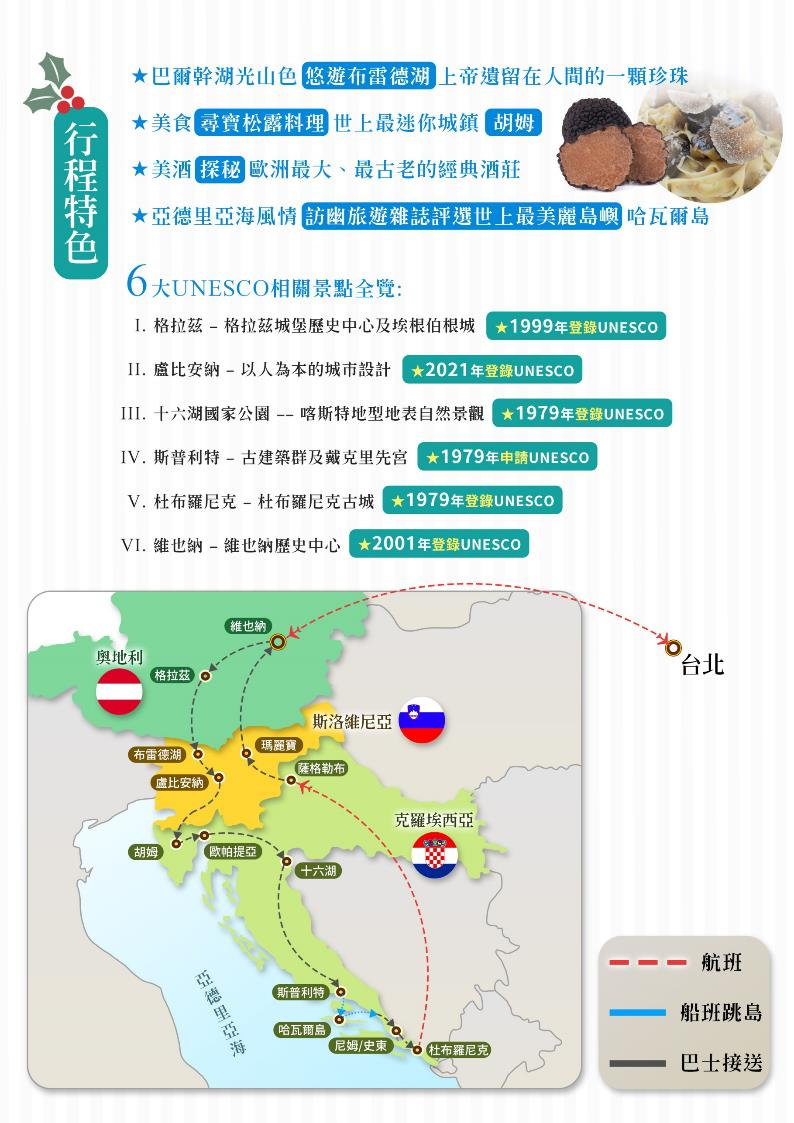 行程特色
★巴爾幹湖光山色 悠遊布雷德湖 上帝遺留在人間的一顆珍珠
★美食 尋寶松露料理 世上最迷你城鎮 胡姆
★美酒 探秘 歐洲最大、最古老的經典酒莊
★亞德里亞海風情 訪幽旅遊雜誌評選世上最美麗島嶼 哈瓦爾島
6大UNESCO相關景點全覽:
I. 格拉茲 – 格拉茲城堡歷史中心及埃根伯根城 ★1999年登錄UNESCO
II. 盧比安納 – 以人為本的城市設計 ★2021年登錄UNESCO
III. 十六湖國家公園 –– 喀斯特地型地表自然景觀 ★1979年登錄UNESCO
IV. 斯普利特 – 古建築群及戴克里先宮 ★1979年申請UNESCO
V. 杜布羅尼克 – 杜布羅尼克古城 ★1979年登錄UNESCO
VI. 維也納 – 維也納歷史中心 ★2001年登錄UNESCO
維也納
台北
奧地利
格拉茲
斯洛維尼亞
布雷德湖
瑪麗寶
盧比安納
薩格勒布
克羅埃西亞
胡姆
歐帕提亞
十六湖
亞德里亞海
斯普利特
哈瓦爾島
尼姆/史東
杜布羅尼克
航班
船班跳島
巴士接送